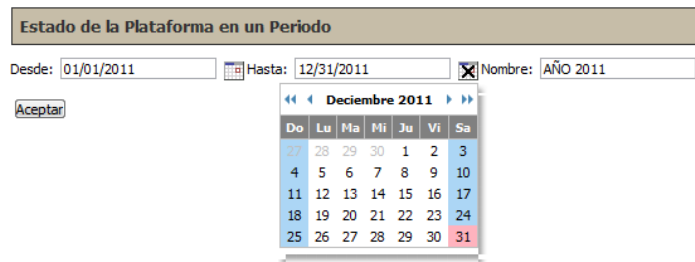 Estado de la Plataforma en un Periodo
Desde: 01/01/2011 Hasta: 12/31/2011 Nombre: AÑO 2011
Aceptar
Deciembre 2011
Do Lu Ma Mi Ju Vi Sa
27 28 29 30 1 2 3
4 5 6 7 8 9 10
11 12 13 14 15 16 17
18 19 20 21 22 23 24
25 26 27 28 29 30 31